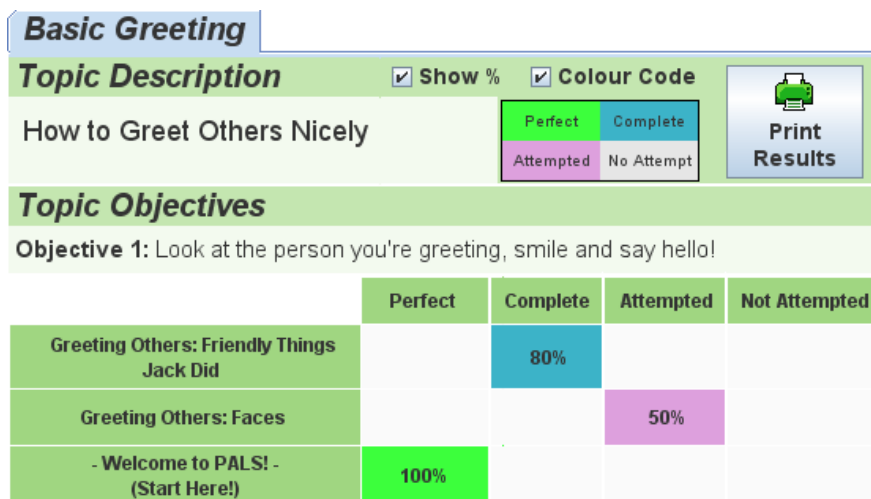 Basic Greeting
Topic Description
Show %
Colour Code
How to Greet Others Nicely
Perfect
Complete
Attempted
No Attempt
Print
Results
Topic Objectives
Objective 1: Look at the person you're greeting, smile and say hello!
Perfect
Complete
Attempted
Not Attempted
Greeting Others: Friendly Things
Jack Did
80%
Greeting Others: Faces
50%
- Welcome to PALS! -
(Start Here!)
100%